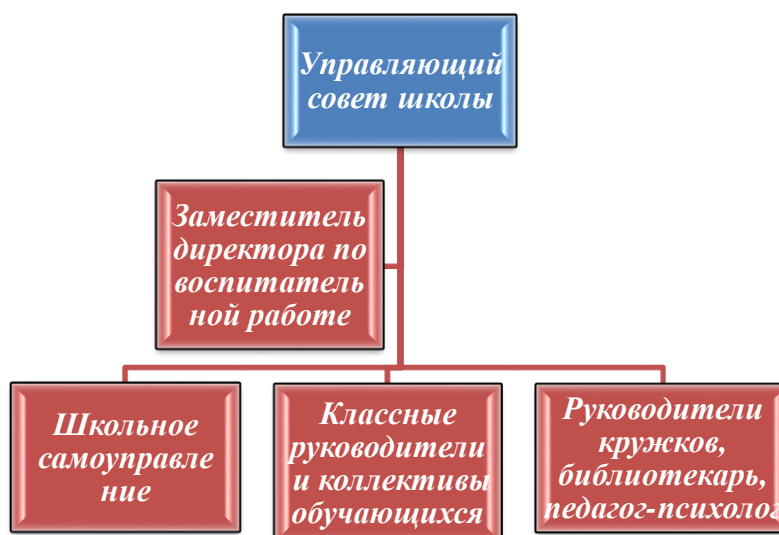 Управляющий
совет школы
Заместитель
директора по
воспитатель
ной работе
Школьное
самоуправле
ние
Классные
руководители
и коллективы
обучающихся
Руководители
кружков,
библиотекарь,
педагог-психолог